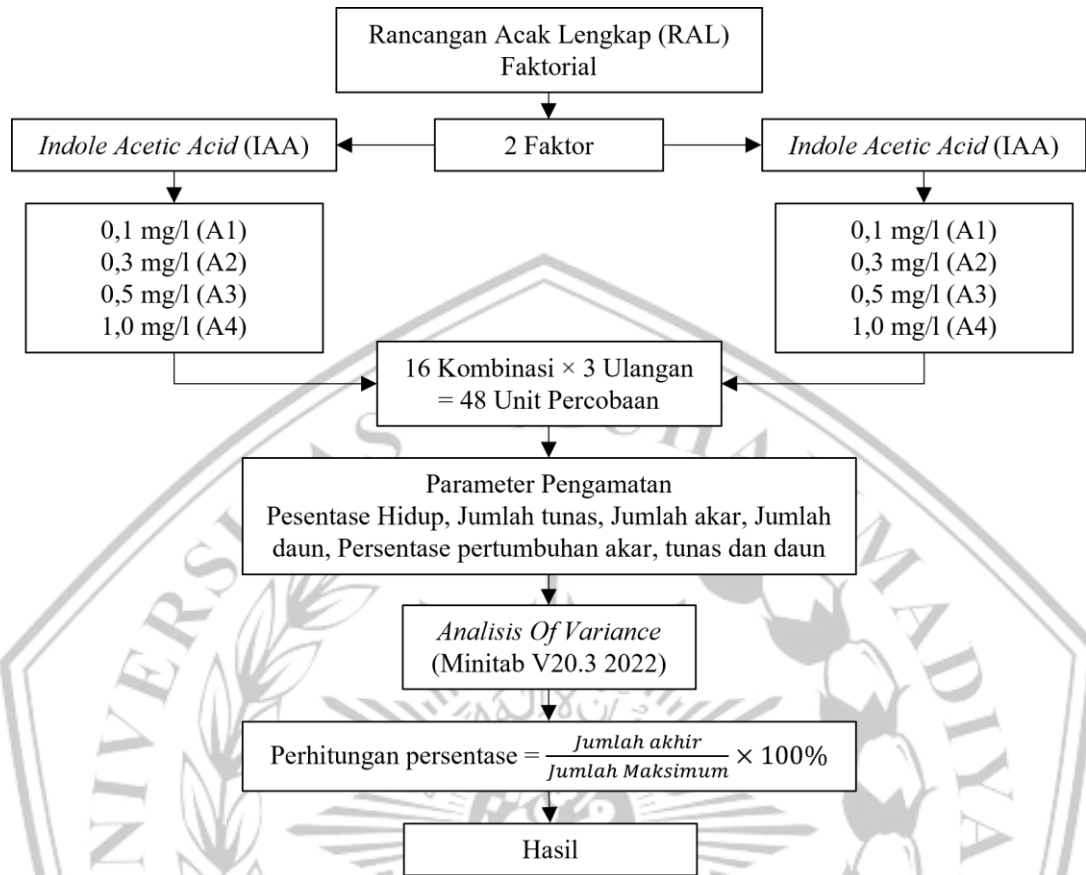 Rancangan Acak Lengkap (RAL)
Faktorial
Indole Acetic Acid (IAA)
2 Faktor
Indole Acetic Acid (IAA)
0,1 mg/l (A1)
0,3 mg/l (A2)
0,5 mg/l (A3)
1,0 mg/l (A4)
0,1 mg/l (A1)
0,3 mg/l (A2)
0,5 mg/l (A3)
1,0 mg/l (A4)
16 Kombinasi × 3 Ulangan
= 48 Unit Percobaan
Parameter Pengamatan
Pesentase Hidup, Jumlah tunas, Jumlah akar, Jumlah
daun, Persentase pertumbuhan akar, tunas dan daun
Analisis Of Variance
(Minitab V20.3 2022)
Perhitungan persentase = Jumlah akhir / Jumlah Maksimum × 100%
Hasil